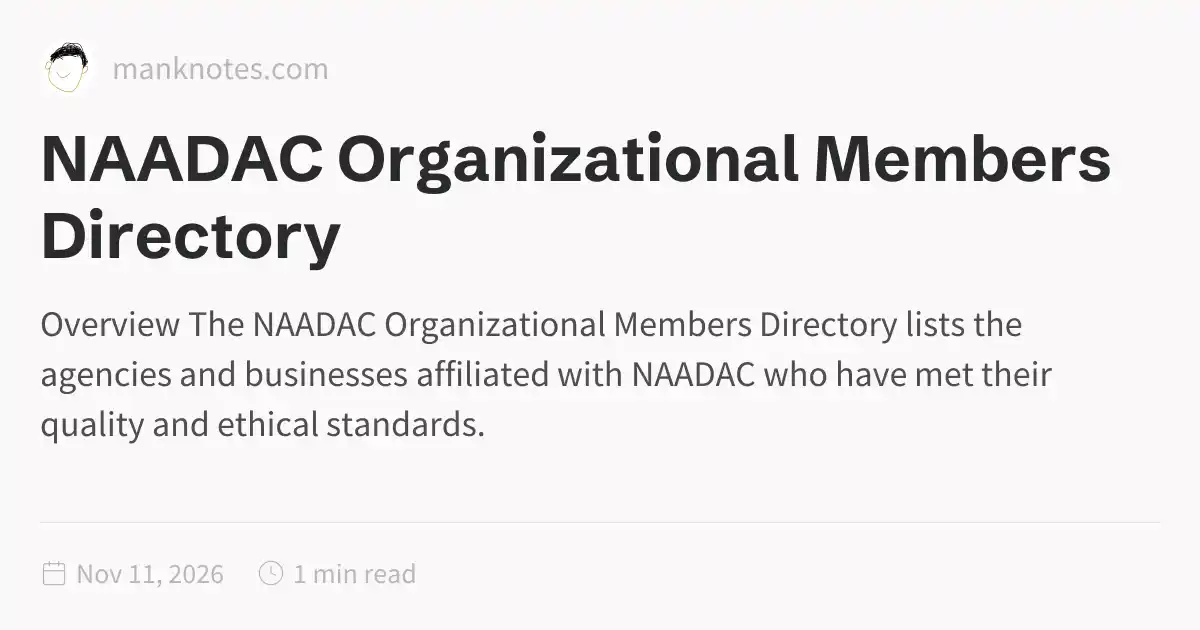 manknotes.com
NAADAC Organizational Members
Directory
Overview The NAADAC Organizational Members Directory lists the
agencies and businesses affiliated with NAADAC who have met their
quality and ethical standards.
Nov 11, 2026 1 min read